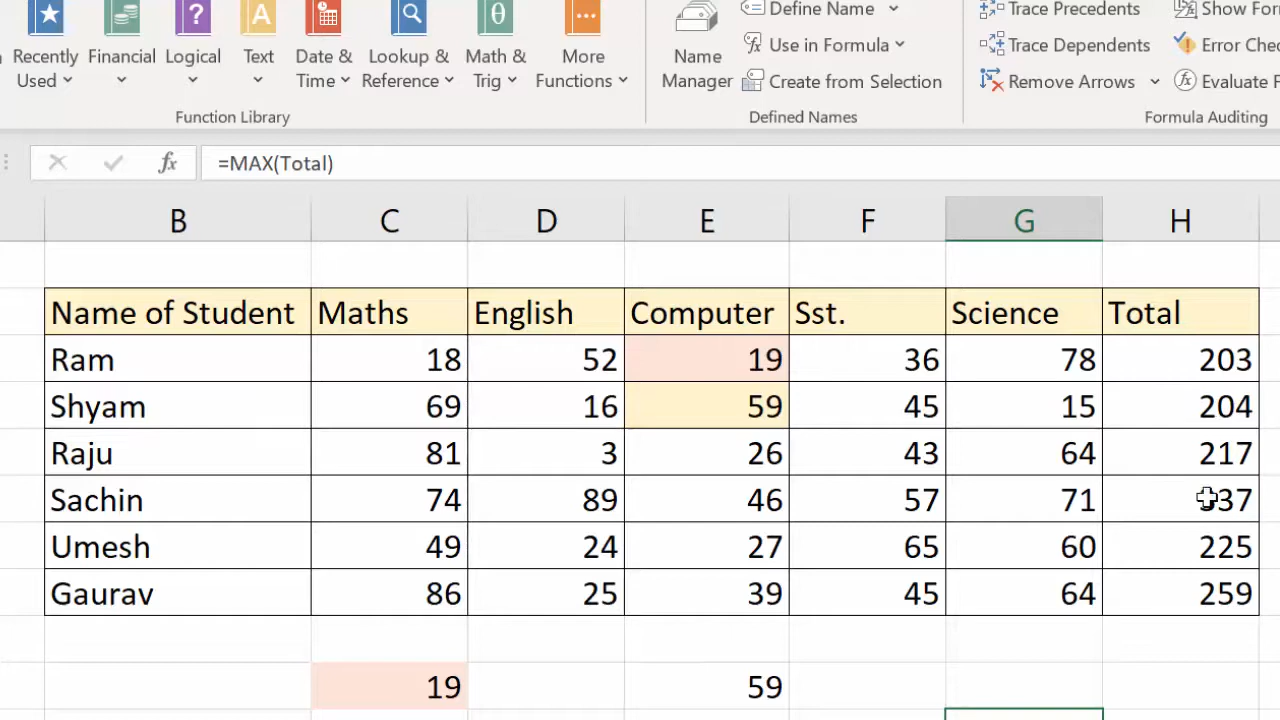 Recently Used
Financial
Logical
Text
Date & Time
Lookup & Reference
Math & Trig
More Functions
Function Library
Name Manager
Define Name
Use in Formula
Create from Selection
Defined Names
Trace Precedents
Trace Dependents
Remove Arrows
Show For
Error Chec
Evaluate F
Formula Auditing
fx =MAX(Total)
B C D E F G H
Name of Student Maths English Computer Sst. Science Total
Ram 18 52 19 36 78 203
Shyam 69 16 59 45 15 204
Raju 81 3 26 43 64 217
Sachin 74 89 46 57 71 37
Umesh 49 24 27 65 60 225
Gaurav 86 25 39 45 64 259
19 59